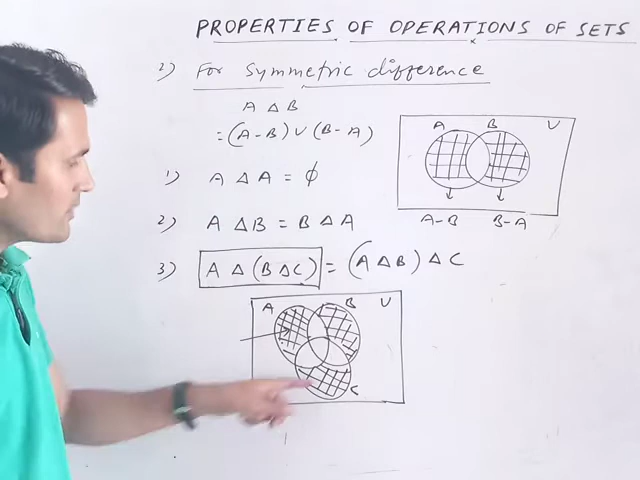 PROPERTIES OF OPERATIONS OF SETS
2) For symmetric difference
A Δ B
= (A-B) ∪ (B-A)
A B U
A-B B-A
1) A Δ A = ϕ
2) A Δ B = B Δ A
3) A Δ (B Δ C) = (A Δ B) Δ C
A B U
C